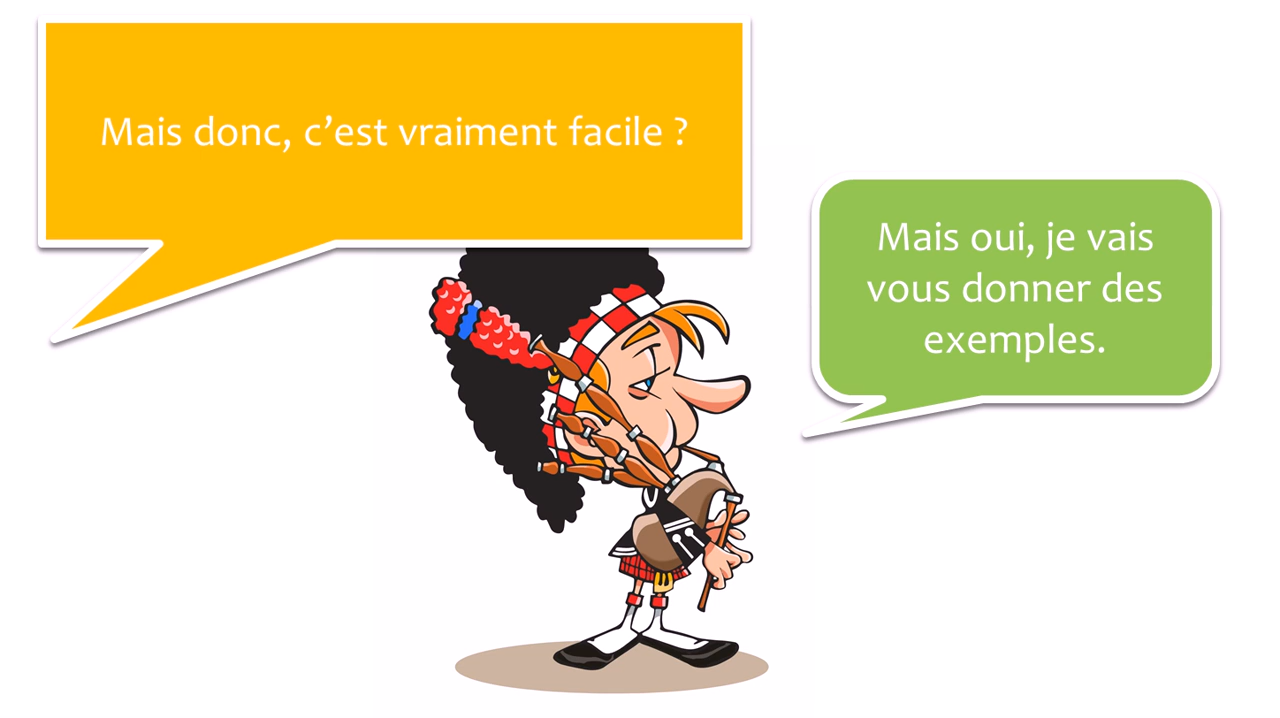 Mais donc, c’est vraiment facile ?
Mais oui, je vais
vous donner des
exemples.